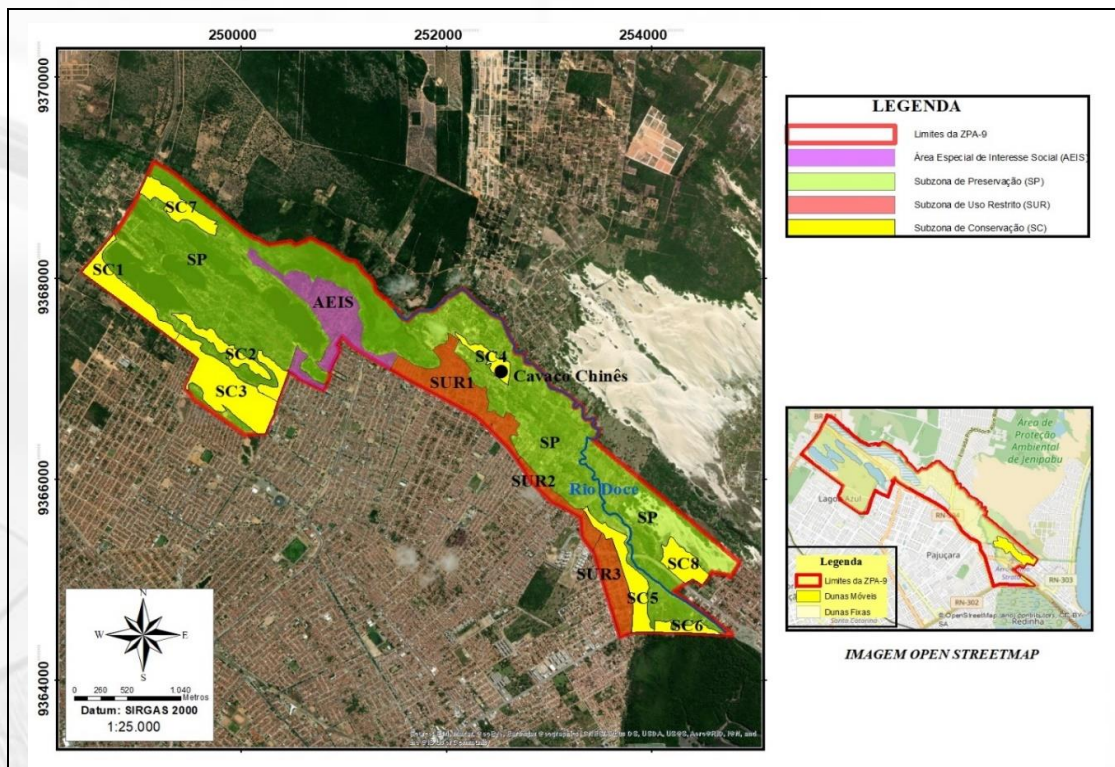 250000
252000
254000
9370000
9368000
9366000
9364000
SC7
SC1
SP
AEIS
SC2
SC3
SC4
Cavaco Chinês
SUR1
SP
SUR2
Rio Doce
SP
SUR3
SC8
SC5
SC6
N
W
E
S
0 260 520 1.040
Metros
Datum: SIRGAS 2000
1:25.000
LEGENDA
Limites da ZPA-9
Área Especial de Interesse Social (AEIS)
Subzona de Preservação (SP)
Subzona de Uso Restrito (SUR)
Subzona de Conservação (SC)
Área de
Proteção
Ambiental
de Jenipabu
Lagoa Azul
Pajuçara
RN-303
RN-302
Redinha
Legenda
Limites da ZPA-9
Dunas Móveis
Dunas Fixas
IMAGEM OPEN STREETMAP